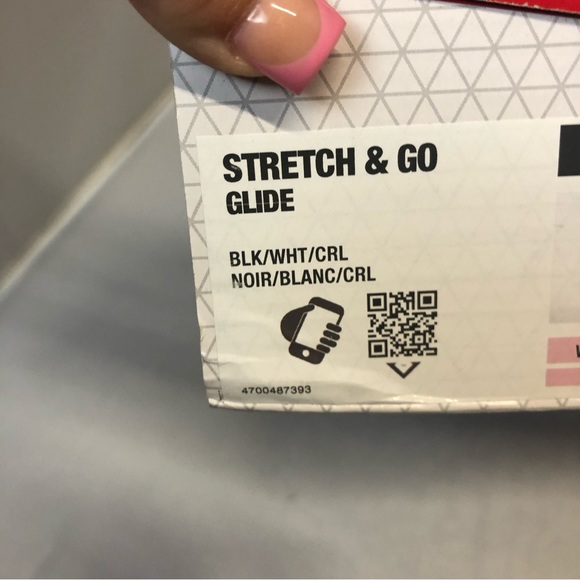 STRETCH & GO
GLIDE
BLK/WHT/CRL
NOIR/BLANC/CRL
4700487393